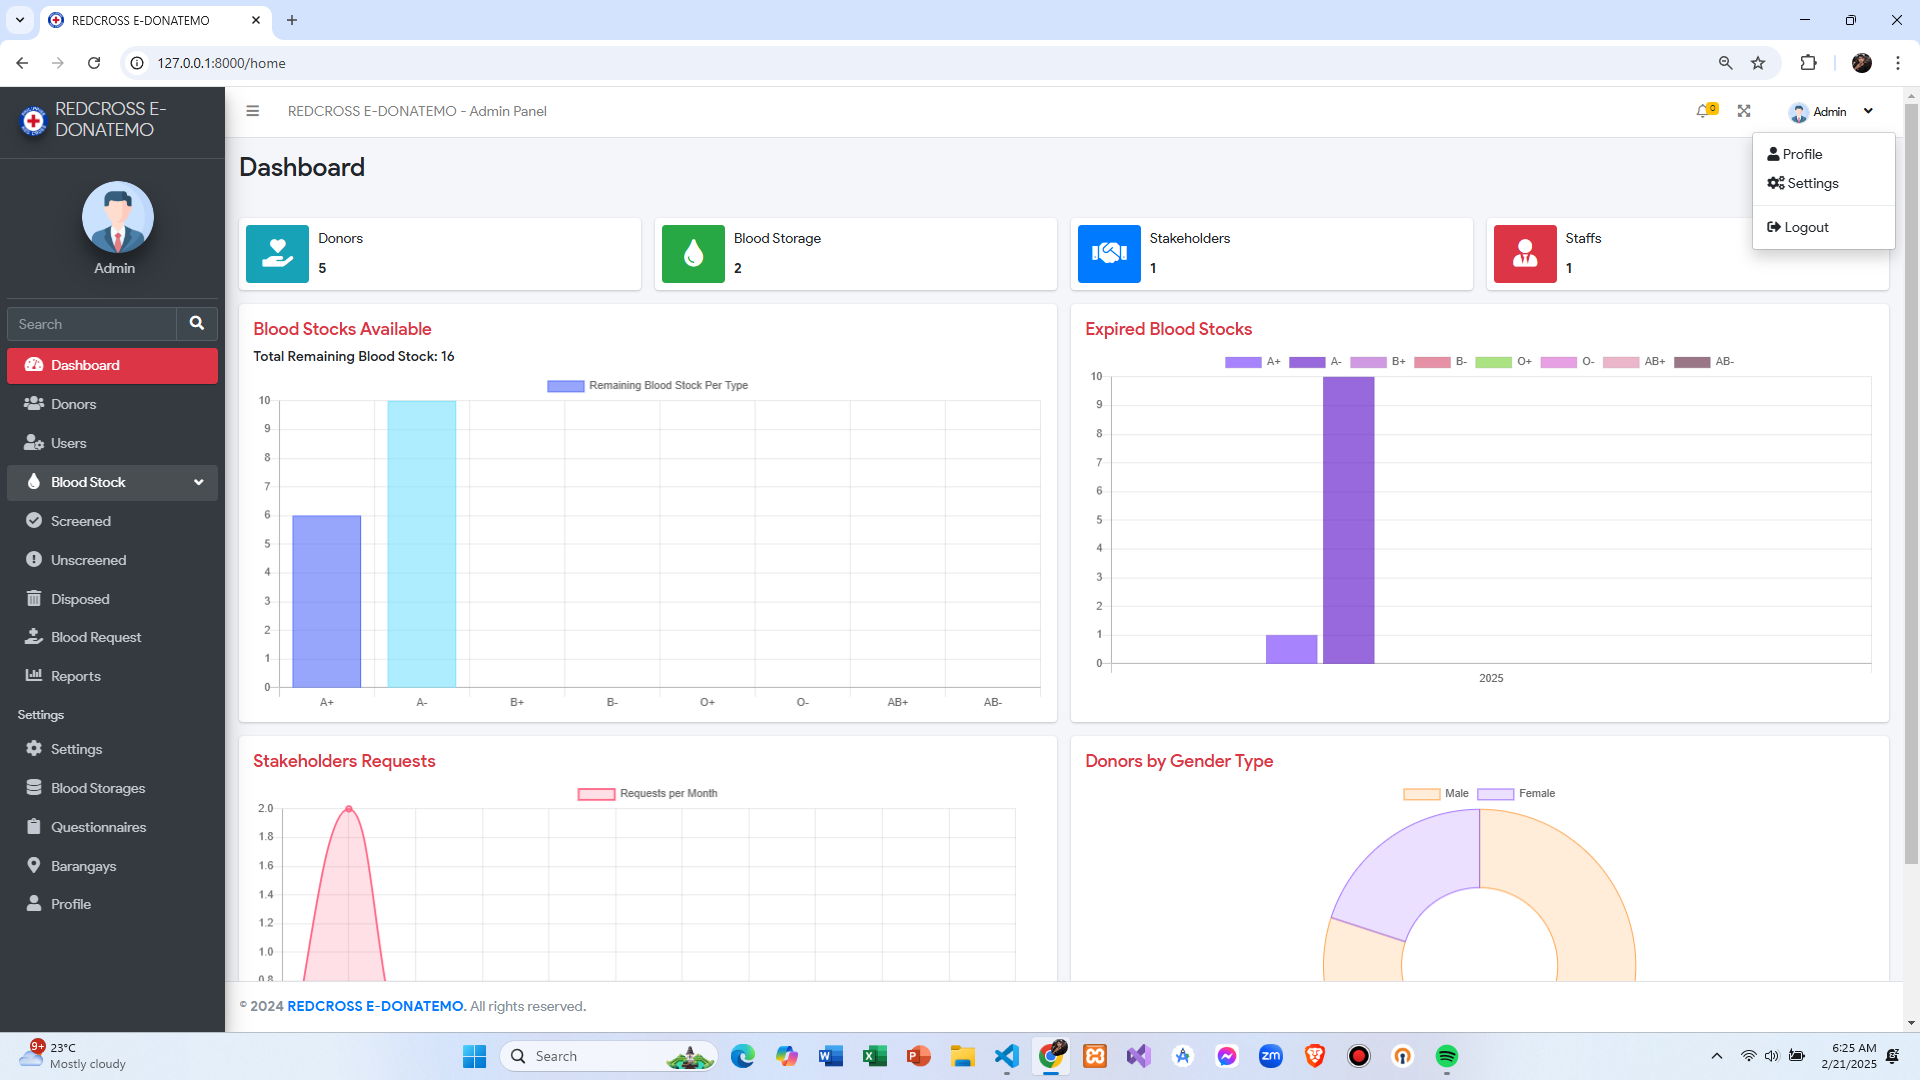 REDCROSS E-DONATEMO
127.0.0.1:8000/home
REDCROSS E-
DONATEMO
REDCROSS E-DONATEMO - Admin Panel
0
Admin
Profile
Settings
Logout
Admin
Search
Dashboard
Donors
Users
Blood Stock
Screened
Unscreened
Disposed
Blood Request
Reports
Settings
Settings
Blood Storages
Questionnaires
Barangays
Profile
Dashboard
Donors
5
Blood Storage
2
Stakeholders
1
Staffs
1
Blood Stocks Available
Total Remaining Blood Stock: 16
Remaining Blood Stock Per Type
10
9
8
7
6
5
4
3
2
1
0
A+ A- B+ B- O+ O- AB+ AB-
Expired Blood Stocks
A+ A- B+ B- O+ O- AB+ AB-
10
9
8
7
6
5
4
3
2
1
0
2025
Stakeholders Requests
Requests per Month
2.0
1.8
1.6
1.4
1.2
1.0
0.8
Donors by Gender Type
Male Female
© 2024 REDCROSS E-DONATEMO. All rights reserved.
9+
23°C
Mostly cloudy
Search
zm
6:25 AM
2/21/2025